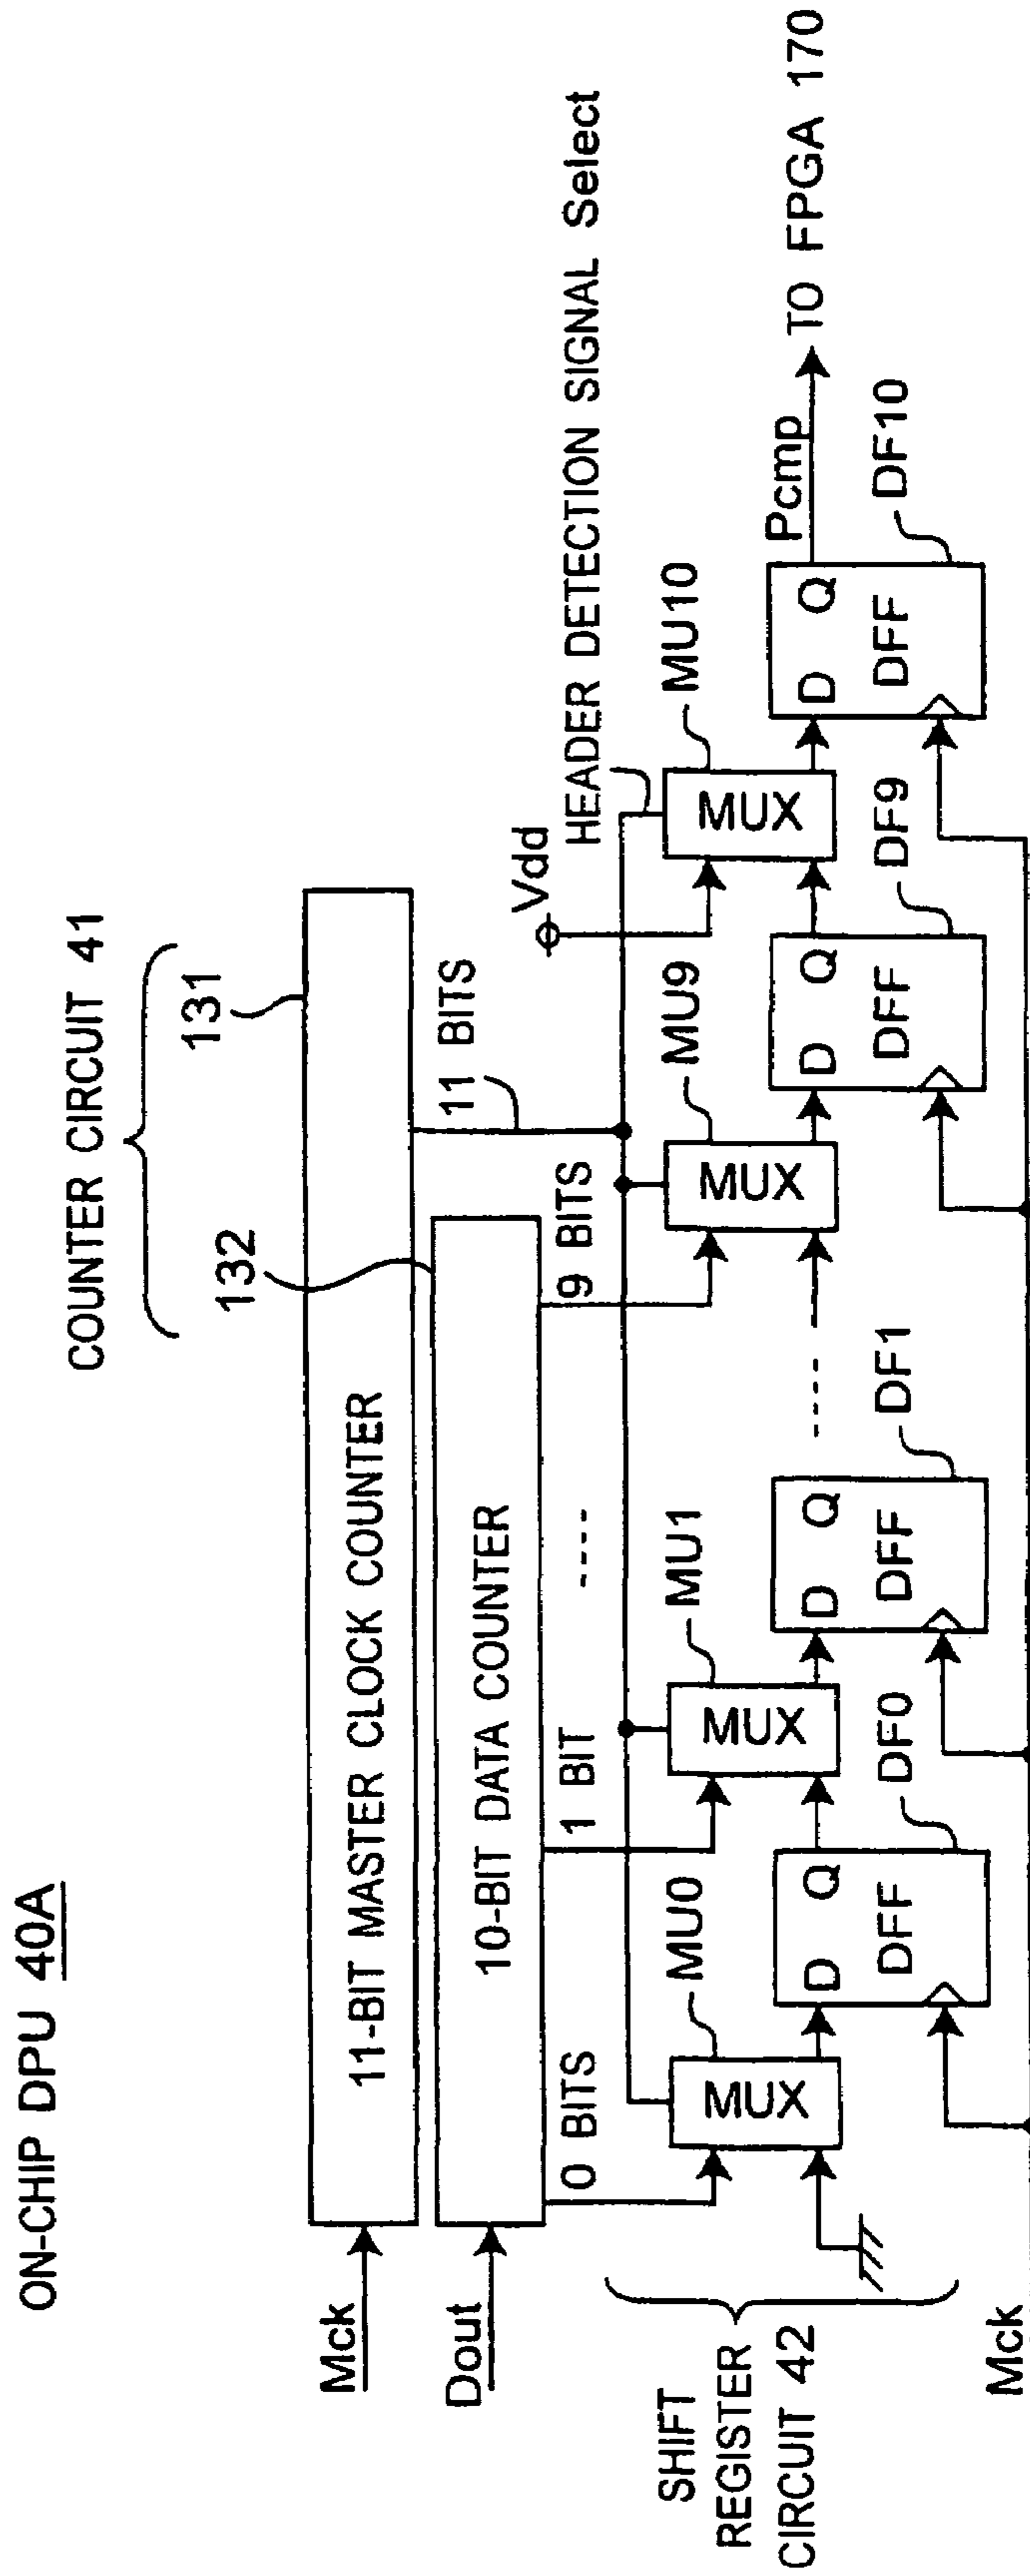 ON-CHIP DPU 40A
COUNTER CIRCUIT 41
131
132
Mck
11-BIT MASTER CLOCK COUNTER
Dout
10-BIT DATA COUNTER
0 BITS
1 BIT
----
9 BITS
11 BITS
Vdd
HEADER DETECTION SIGNAL Select
MU0
MU1
MU9
MU10
MUX
MUX
MUX
MUX
SHIFT
REGISTER
CIRCUIT 42
D Q
DFF
DF0
D Q
DFF
DF1
----
D Q
DFF
DF9
D Q
DFF
DF10
Pcmp
TO FPGA 170
Mck